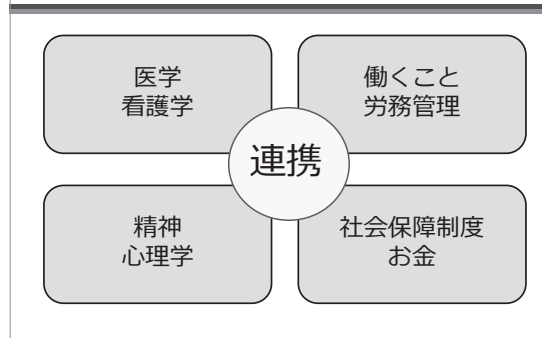 医学
看護学
働くこと
労務管理
連携
精神
心理学
社会保障制度
お金